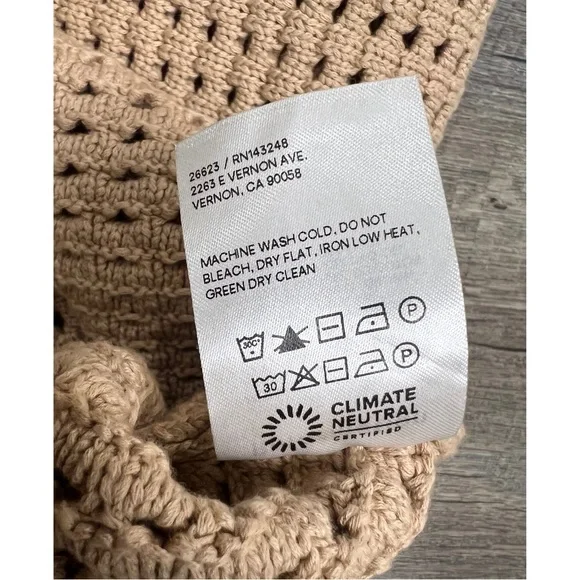 26623 / RN143248
2263 E VERNON AVE.
VERNON, CA 90058
MACHINE WASH COLD, DO NOT
BLEACH, DRY FLAT, IRON LOW HEAT,
GREEN DRY CLEAN
30C° P
30 P
CLIMATE
NEUTRAL
CERTIFIED